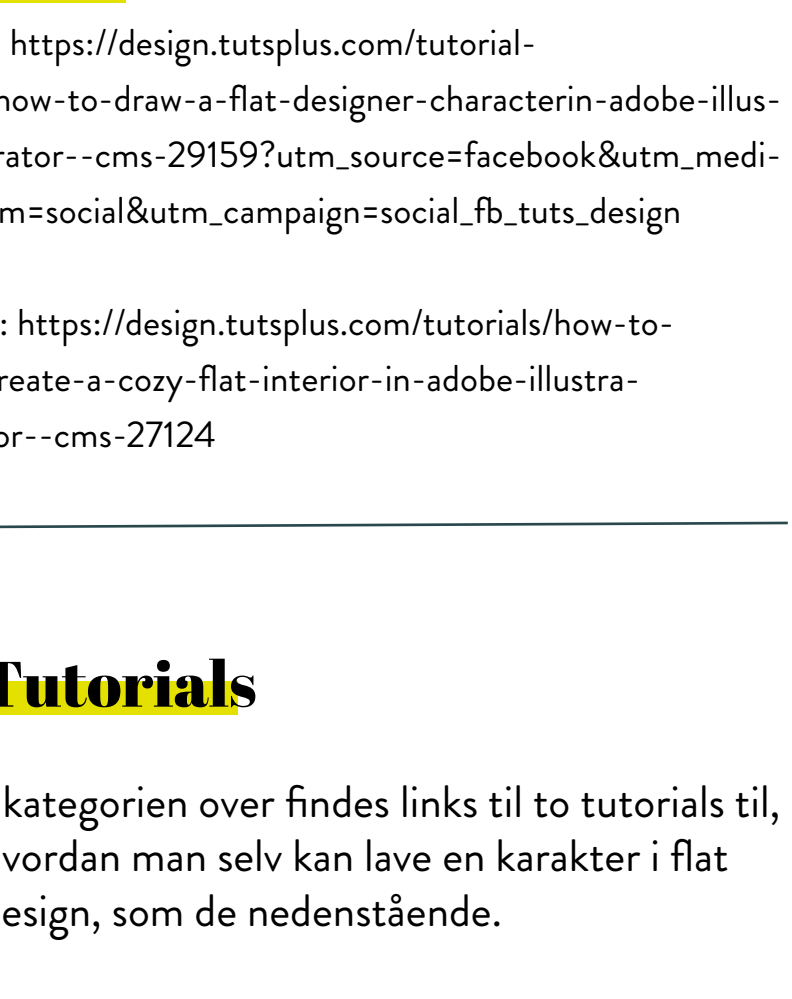 https://design.tutsplus.com/tutorial-
how-to-draw-a-flat-designer-characterin-adobe-illus-
rator--cms-29159?utm_source=facebook&utm_medi-
m=social&utm_campaign=social_fb_tuts_design
: https://design.tutsplus.com/tutorials/how-to-
reate-a-cozy-flat-interior-in-adobe-illustra-
or--cms-27124
Tutorials
kategorien over findes links til to tutorials til,
vordan man selv kan lave en karakter i flat
esign, som de nedenstående.